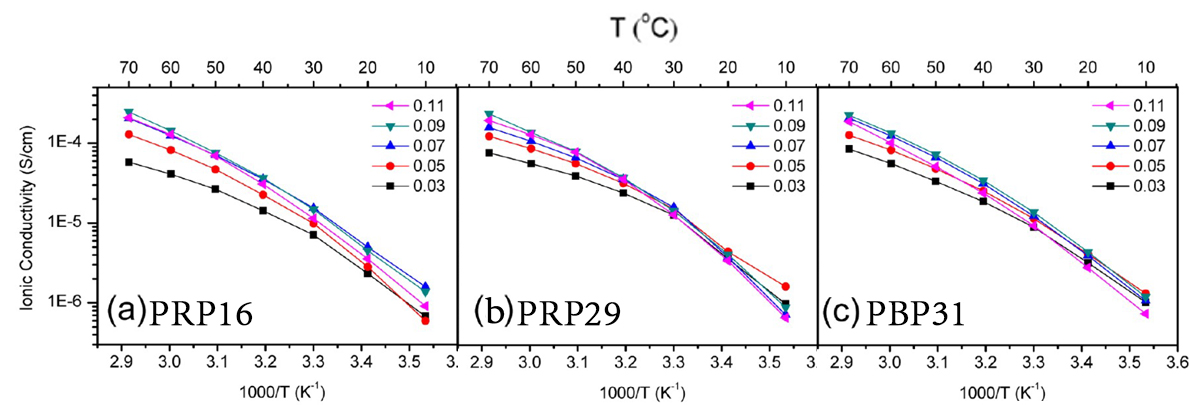 T (°C)
70 60 50 40 30 20 10
70 60 50 40 30 20 10
70 60 50 40 30 20 10
Ionic Conductivity (S/cm)
1E-4
1E-5
1E-6
0.11
0.09
0.07
0.05
0.03
(a) PRP16
2.9 3.0 3.1 3.2 3.3 3.4 3.5 3.
1000/T (K⁻¹)
0.11
0.09
0.07
0.05
0.03
(b) PRP29
2.9 3.0 3.1 3.2 3.3 3.4 3.5 3.
1000/T (K⁻¹)
0.11
0.09
0.07
0.05
0.03
(c) PBP31
2.9 3.0 3.1 3.2 3.3 3.4 3.5 3.6
1000/T (K⁻¹)